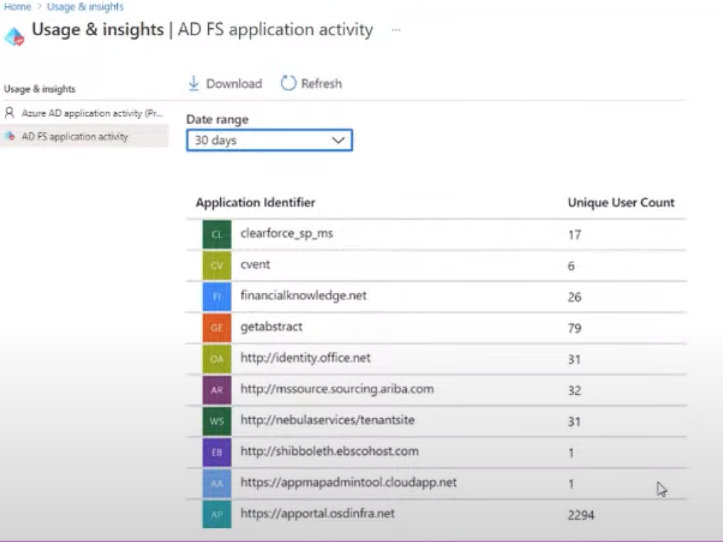 Home > Usage & insights
Usage & insights | AD FS application activity ...
Usage & insights
Azure AD application activity (Pr...
AD FS application activity
Download Refresh
Date range
30 days
Application Identifier Unique User Count
CL clearforce_sp_ms 17
CV cvent 6
FI financialknowledge.net 26
GE getabstract 79
OA http://identity.office.net 31
AR http://mssource.sourcing.ariba.com 32
WS http://nebulaservices/tenantsite 31
EB http://shibboleth.ebscohost.com 1
AA https://appmapadmintool.cloudapp.net 1
AP https://apportal.osdinfra.net 2294